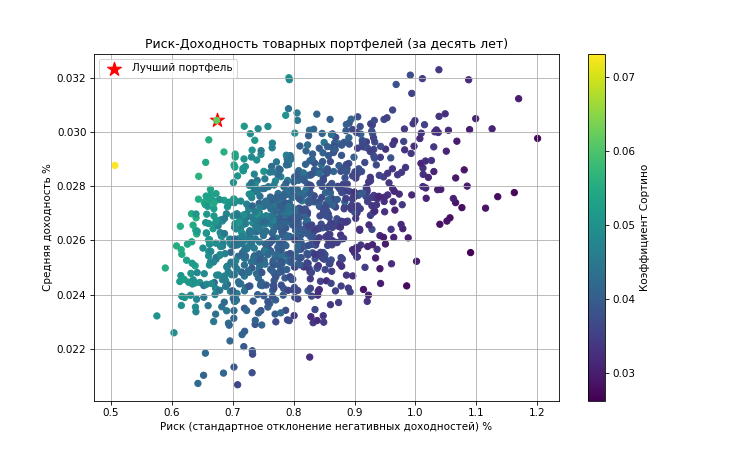 Риск-Доходность товарных портфелей (за десять лет)
Лучший портфель
0.032
0.030
0.028
0.026
0.024
0.022
Средняя доходность %
0.5 0.6 0.7 0.8 0.9 1.0 1.1 1.2
Риск (стандартное отклонение негативных доходностей) %
0.07
0.06
0.05
0.04
0.03
Коэффициент Сортино